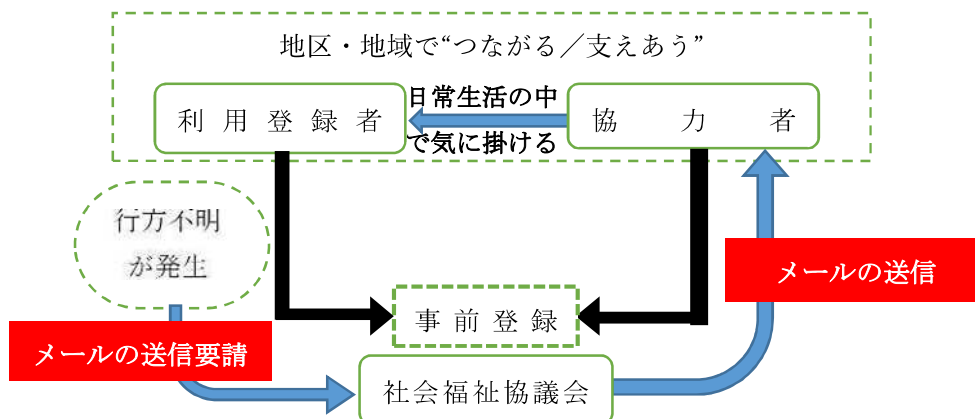 地区・地域で“つながる／支えあう”
日常生活の中
利用登録者
協力者
で気に掛ける
行方不明
が発生
メールの送信
事前登録
メールの送信要請
社会福祉協議会